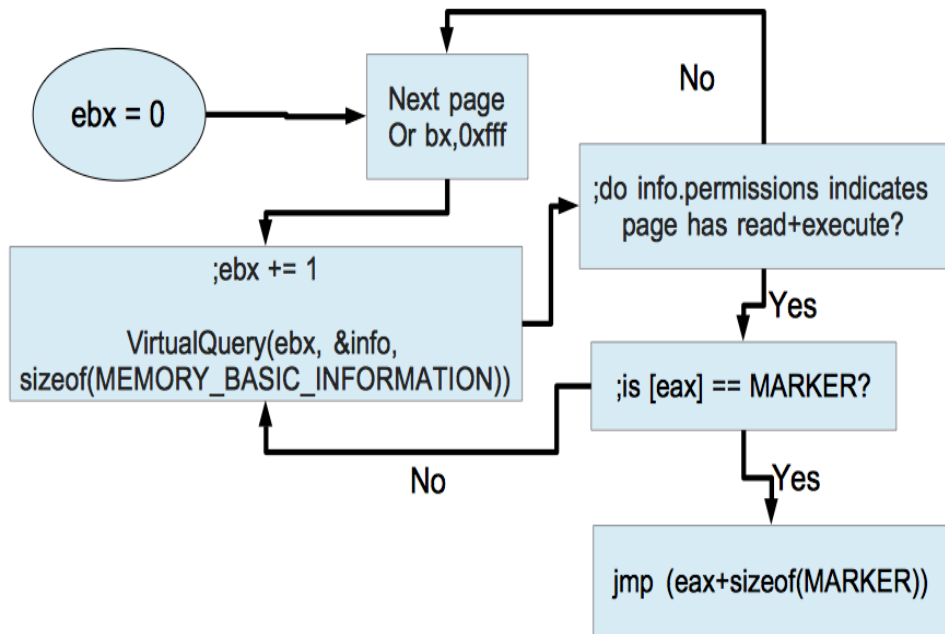 ebx = 0
Next page
Or bx,0xfff
No
;do info.permissions indicates
page has read+execute?
;ebx += 1
VirtualQuery(ebx, &info,
sizeof(MEMORY_BASIC_INFORMATION))
Yes
;is [eax] == MARKER?
No
Yes
jmp (eax+sizeof(MARKER))